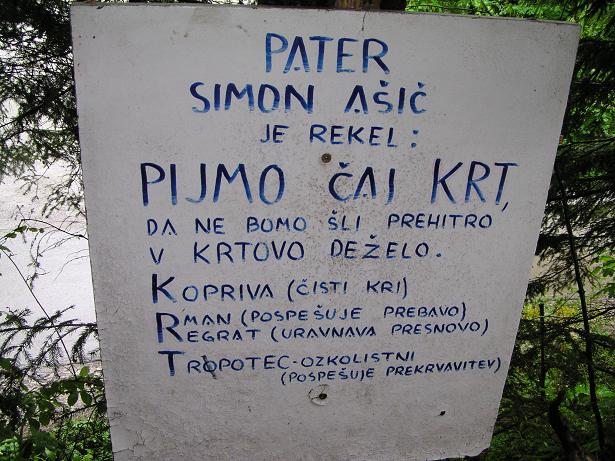 PATER
SIMON AŠIČ
JE REKEL:
PIJMO ČAJ KRT,
DA NE BOMO ŠLI PREHITRO
V KRTOVO DEŽELO.
KOPRIVA (ČISTI KRI)
RMAN (POSPEŠUJE PREBAVO)
REGRAT (URAVNAVA PRESNOVO)
TROPOTEC-OZKOLISTNI
(POSPEŠUJE PREKRVAVITEV)